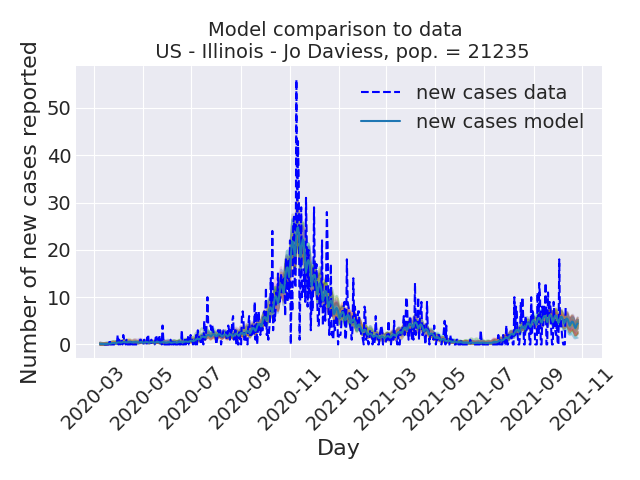 Model comparison to data
US - Illinois - Jo Daviess, pop. = 21235
Number of new cases reported
50
40
30
20
10
0
new cases data
new cases model
2020-03
2020-05
2020-07
2020-09
2020-11
2021-01
2021-03
2021-05
2021-07
2021-09
2021-11
Day